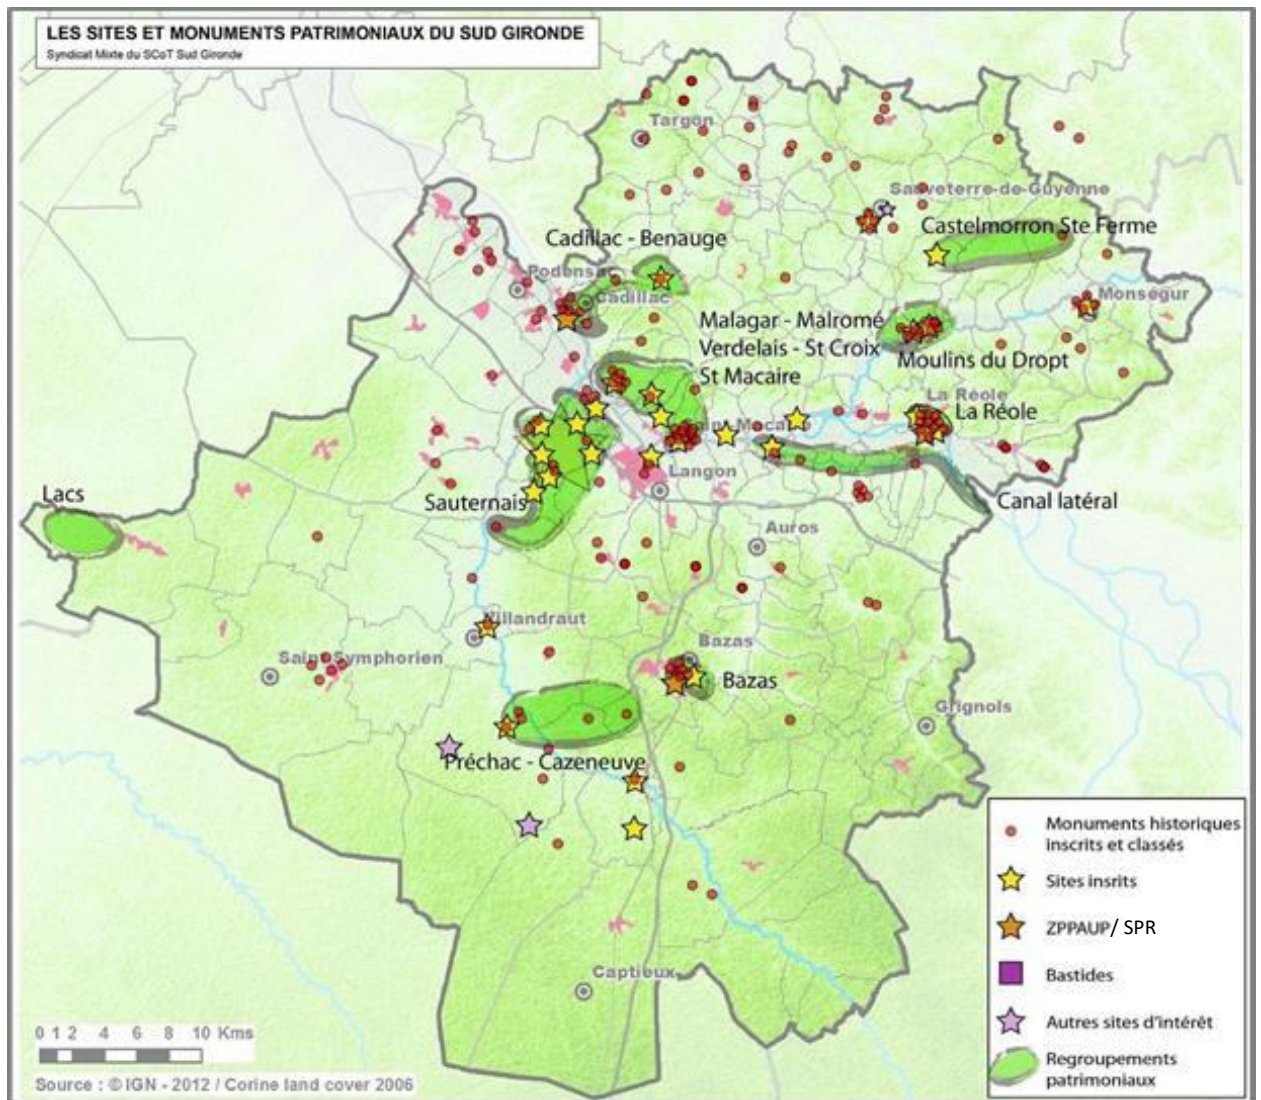 LES SITES ET MONUMENTS PATRIMONIAUX DU SUD GIRONDE
Syndicat Mixte du SCoT Sud Gironde
Targon
Sauveterre-de-Guyenne
Castelmorron Ste Ferme
Cadillac - Benauge
Podensac
Cadillac
Monségur
Malagar - Malromé
Verdelais - St Croix
St Macaire
Moulins du Dropt
La Réole
La Réole
Saint Macaire
Langon
Lacs
Sauternais
Canal latéral
Auros
Villandraut
Saint Symphorien
Bazas
Bazas
Grignols
Préchac - Cazeneuve
Captieux
Monuments historiques
inscrits et classés
Sites insrits
ZPPAUP/ SPR
Bastides
Autres sites d'intérêt
Regroupements
patrimoniaux
0 1 2 4 6 8 10 Kms
Source : © IGN - 2012 / Corine land cover 2006